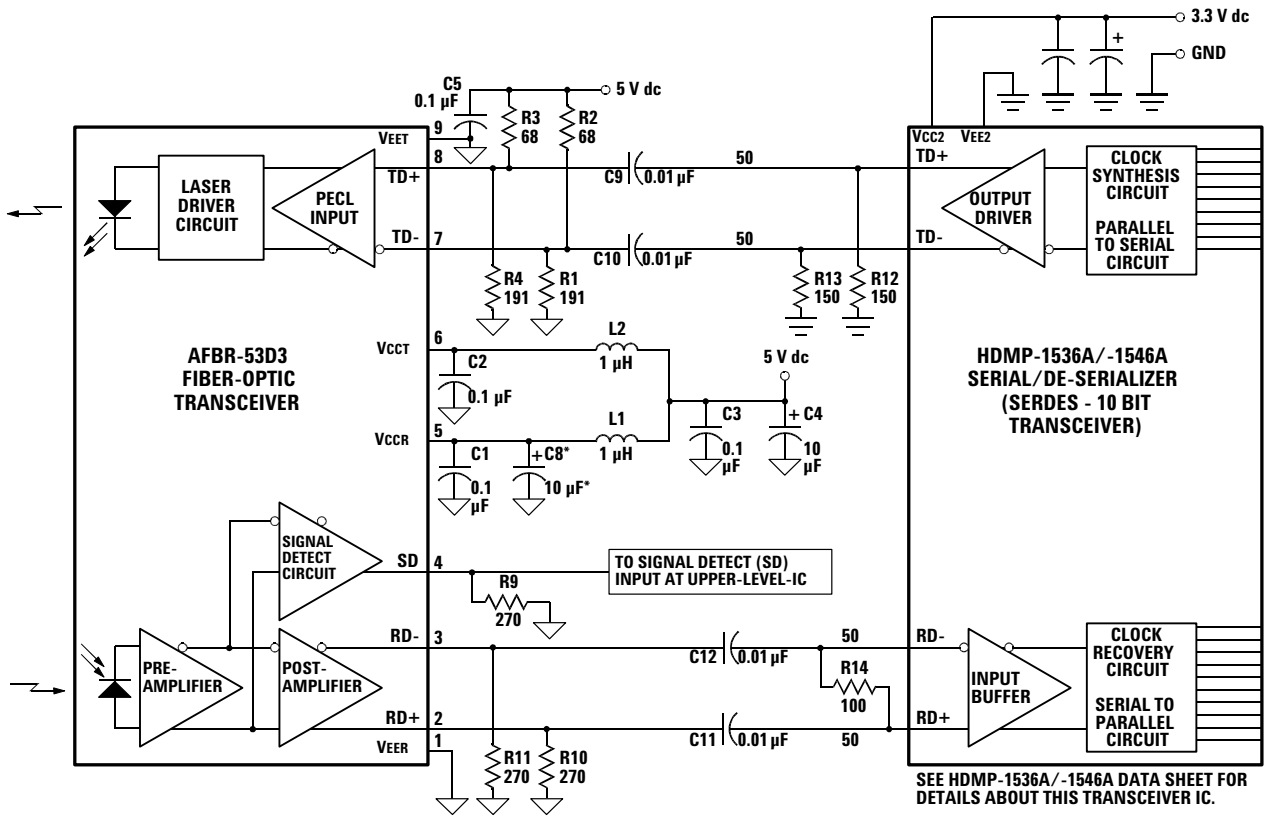 3.3 V dc
GND
C5
0.1 µF
5 V dc
R3
68
R2
68
9
VEET
VCC2
VEE2
8
TD+
50
TD+
C9
0.01 µF
LASER
DRIVER
CIRCUIT
PECL
INPUT
OUTPUT
DRIVER
CLOCK
SYNTHESIS
CIRCUIT
PARALLEL
TO SERIAL
CIRCUIT
TD-
7
50
TD-
C10
0.01 µF
R4
191
R1
191
R13
150
R12
150
6
VCCT
L2
1 µH
C2
0.1 µF
5 V dc
AFBR-53D3
FIBER-OPTIC
TRANSCEIVER
HDMP-1536A/-1546A
SERIAL/DE-SERIALIZER
(SERDES - 10 BIT
TRANSCEIVER)
5
VCCR
L1
1 µH
C3
0.1
µF
+ C4
10
µF
C1
0.1
µF
+ C8*
10 µF*
SIGNAL
DETECT
CIRCUIT
SD
4
TO SIGNAL DETECT (SD)
INPUT AT UPPER-LEVEL-IC
R9
270
RD-
3
50
RD-
C12
0.01 µF
PRE-
AMPLIFIER
POST-
AMPLIFIER
R14
100
INPUT
BUFFER
CLOCK
RECOVERY
CIRCUIT
SERIAL TO
PARALLEL
CIRCUIT
RD+
2
RD+
C11
0.01 µF
50
VEER
1
R11
270
R10
270
SEE HDMP-1536A/-1546A DATA SHEET FOR
DETAILS ABOUT THIS TRANSCEIVER IC.